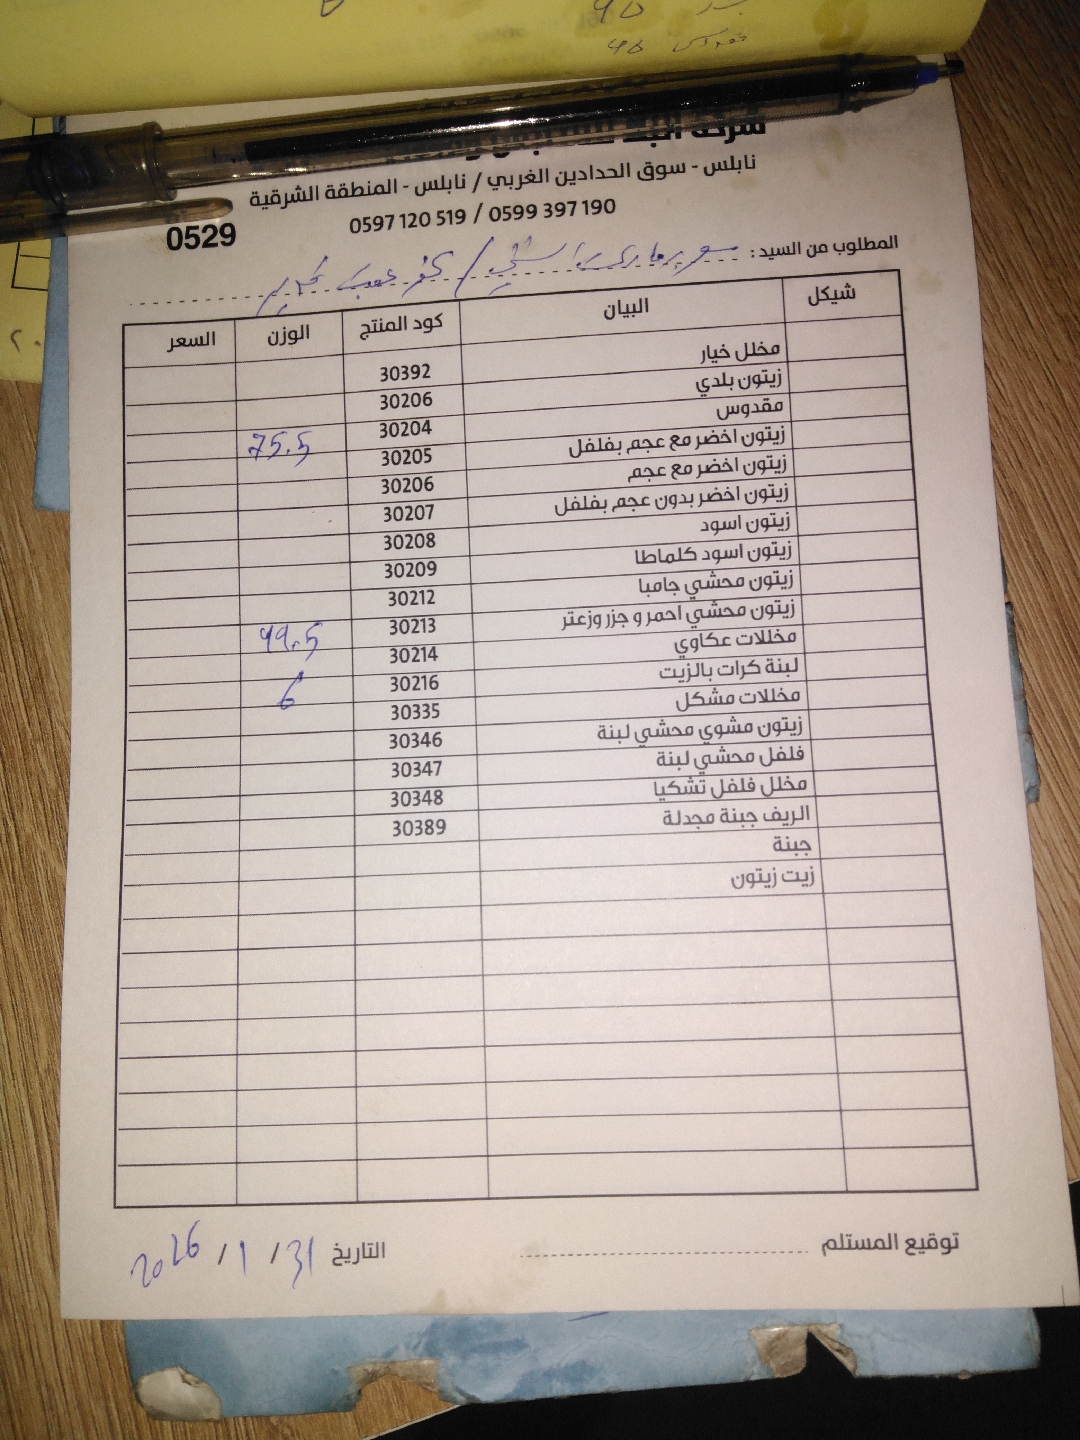 نابلس - سوق الحدادين الغربي / نابلس - المنطقة الشرقية
0597 120 519 / 0599 397 190
0529
المطلوب من السيد: سوبر ماركت
شيكل البيان كود المنتج الوزن السعر
مخلل خيار 30392
زيتون بلدي 30206
مقدوس 30204 75.5
زيتون اخضر مع عجم بفلفل 30205
زيتون اخضر مع عجم 30206
زيتون اخضر بدون عجم بفلفل 30207
زيتون اسود 30208
زيتون اسود كلماطا 30209
زيتون محشي جامبا 30212
زيتون محشي احمر و جزر وزعتر 30213
مخللات عكاوي 30214
لبنة كرات بالزيت 30216 6
مخللات مشكل 30335
زيتون مشوي محشي لبنة 30346
فلفل محشي لبنة 30347
مخلل فلفل تشكيا 30348
الريف جبنة مجدلة 30389
جبنة
زيت زيتون
توقيع المستلم
التاريخ 31 / 1 / 2026